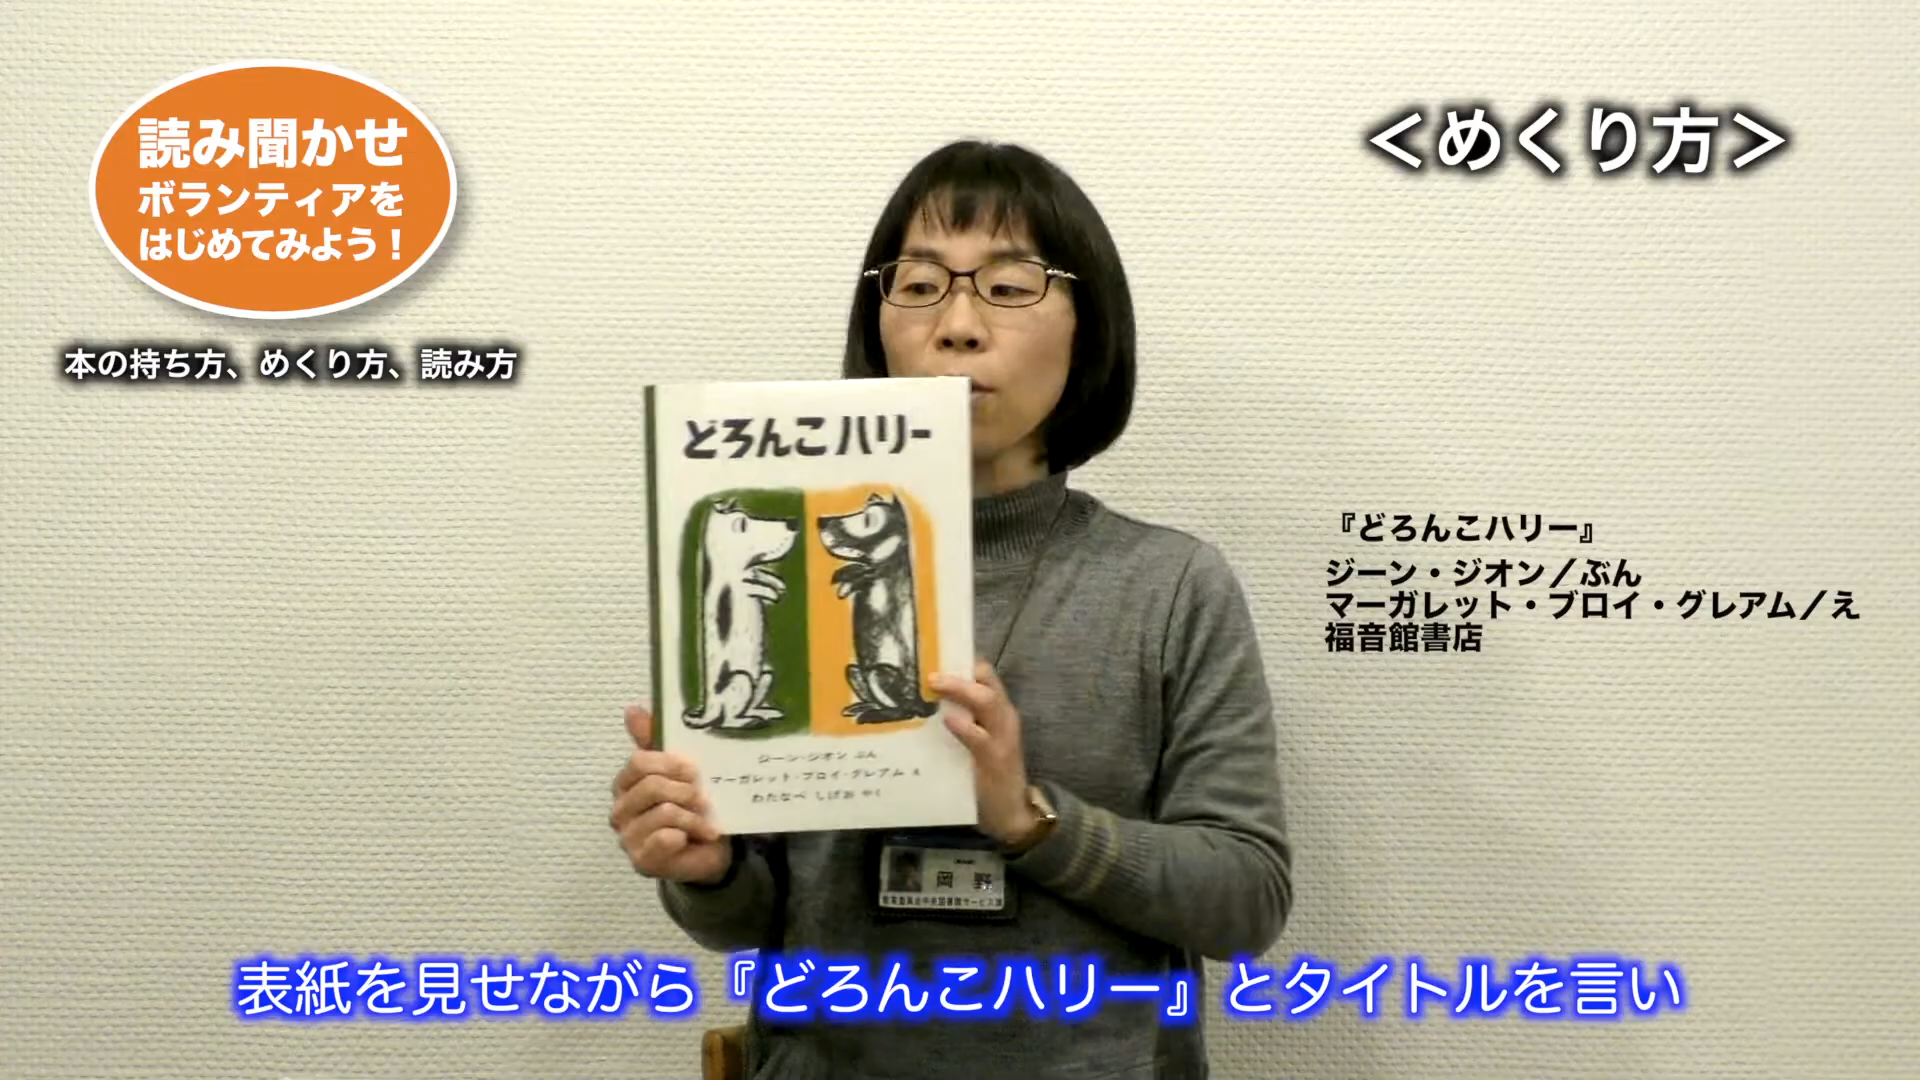 読み聞かせ
ボランティアを
はじめてみよう!
本の持ち方、めくり方、読み方
<めくり方>
どろんこハリー
ジーン・ジオン ぶん
マーガレット・ブロイ・グレアム え
わたなべ しげお やく
『どろんこハリー』
ジーン・ジオン/ぶん
マーガレット・ブロイ・グレアム/え
福音館書店
岡
表紙を見せながら『どろんこハリー』とタイトルを言い